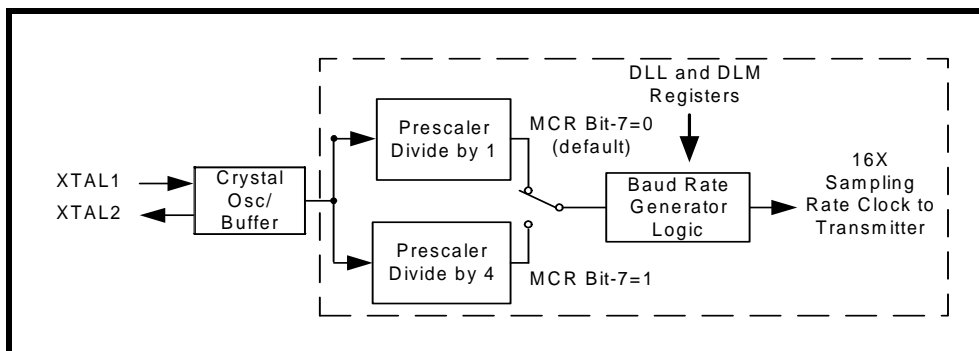 DLL and DLM
Registers
Prescaler
Divide by 1
MCR Bit-7=0
(default)
XTAL1
XTAL2
Crystal
Osc/
Buffer
Baud Rate
Generator
Logic
16X
Sampling
Rate Clock to
Transmitter
Prescaler
Divide by 4
MCR Bit-7=1